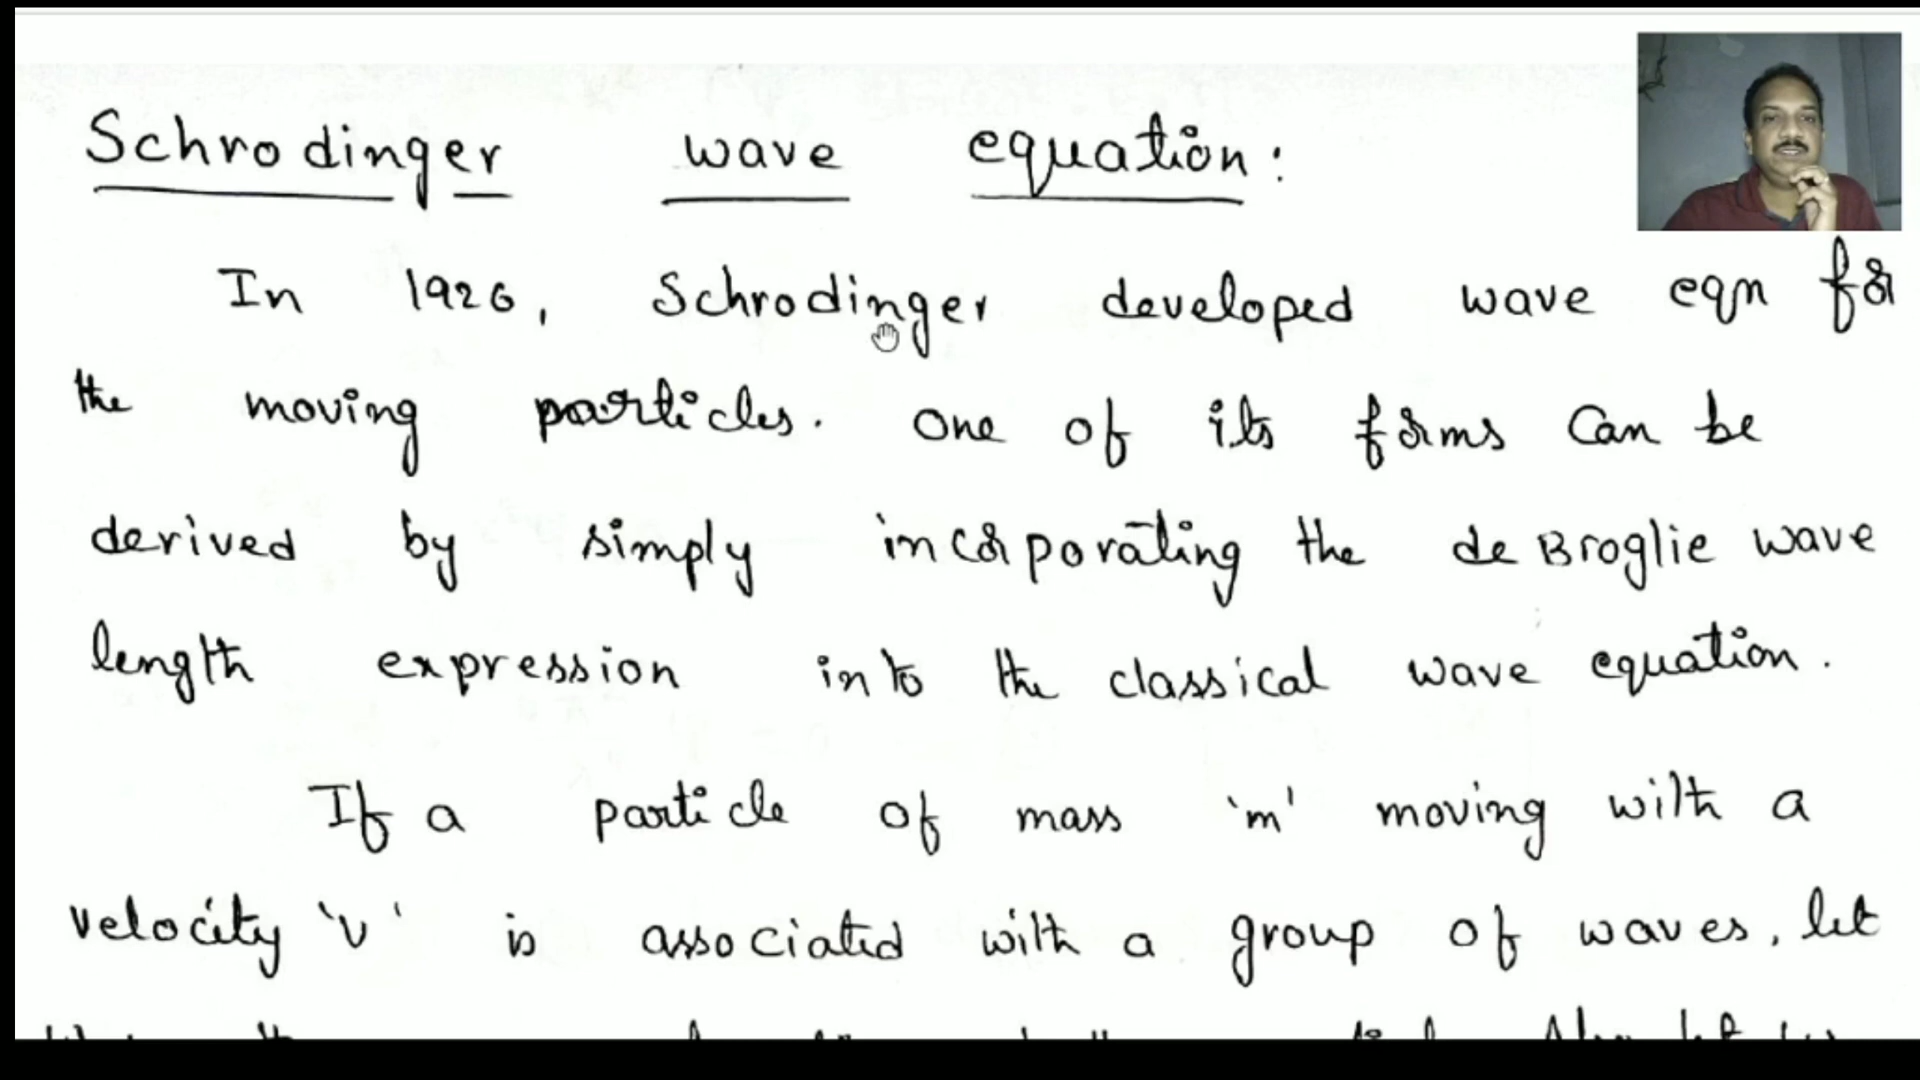 Schrodinger wave equation:
In 1926, Schrodinger developed wave eqn for
the moving particles. One of its forms can be
derived by simply incorporating the de Broglie wave
length expression into the classical wave equation.
If a particle of mass 'm' moving with a
velocity 'v' is associated with a group of waves, let